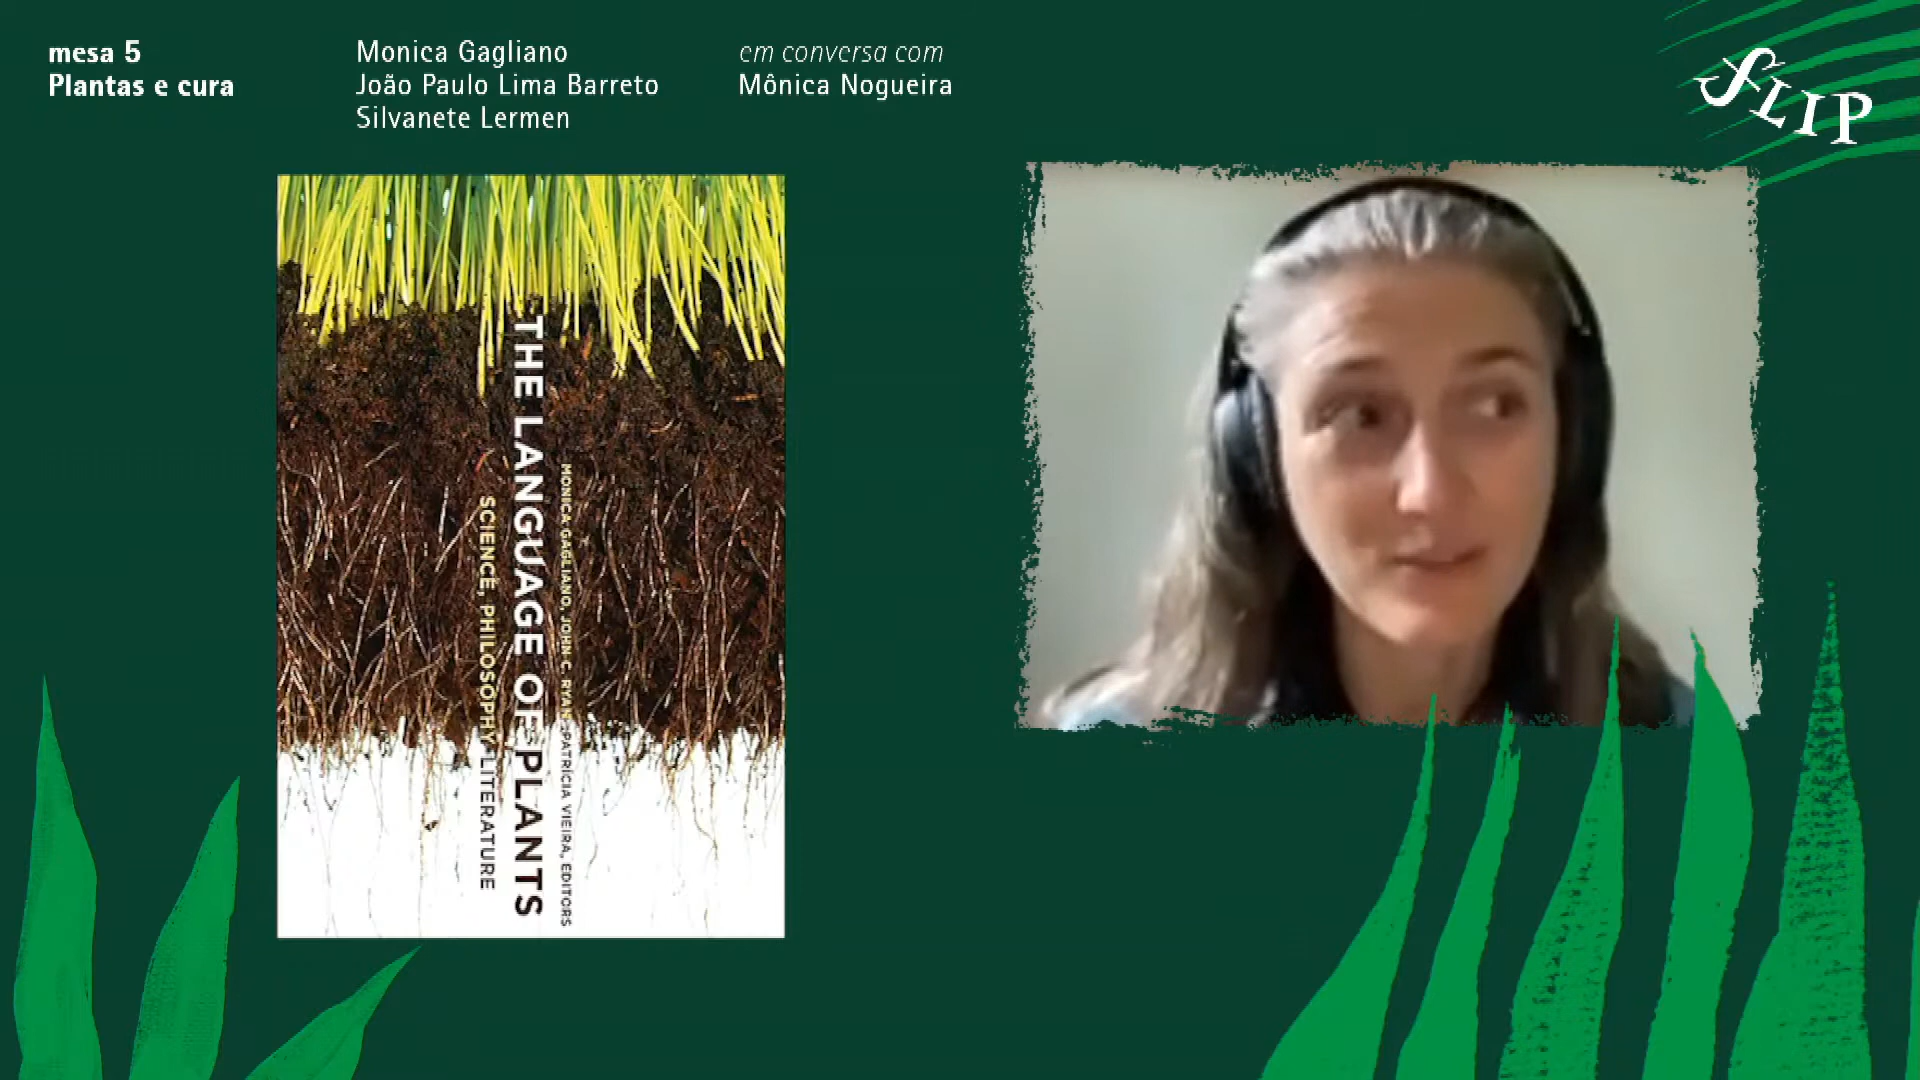 mesa 5
Plantas e cura
Monica Gagliano
João Paulo Lima Barreto
Silvanete Lermen
em conversa com
Mônica Nogueira
FLIP
MONICA GAGLIANO, JOHN C. RYAN, PATRÍCIA VIEIRA, EDITORS
THE LANGUAGE OF PLANTS
SCIENCE, PHILOSOPHY, LITERATURE